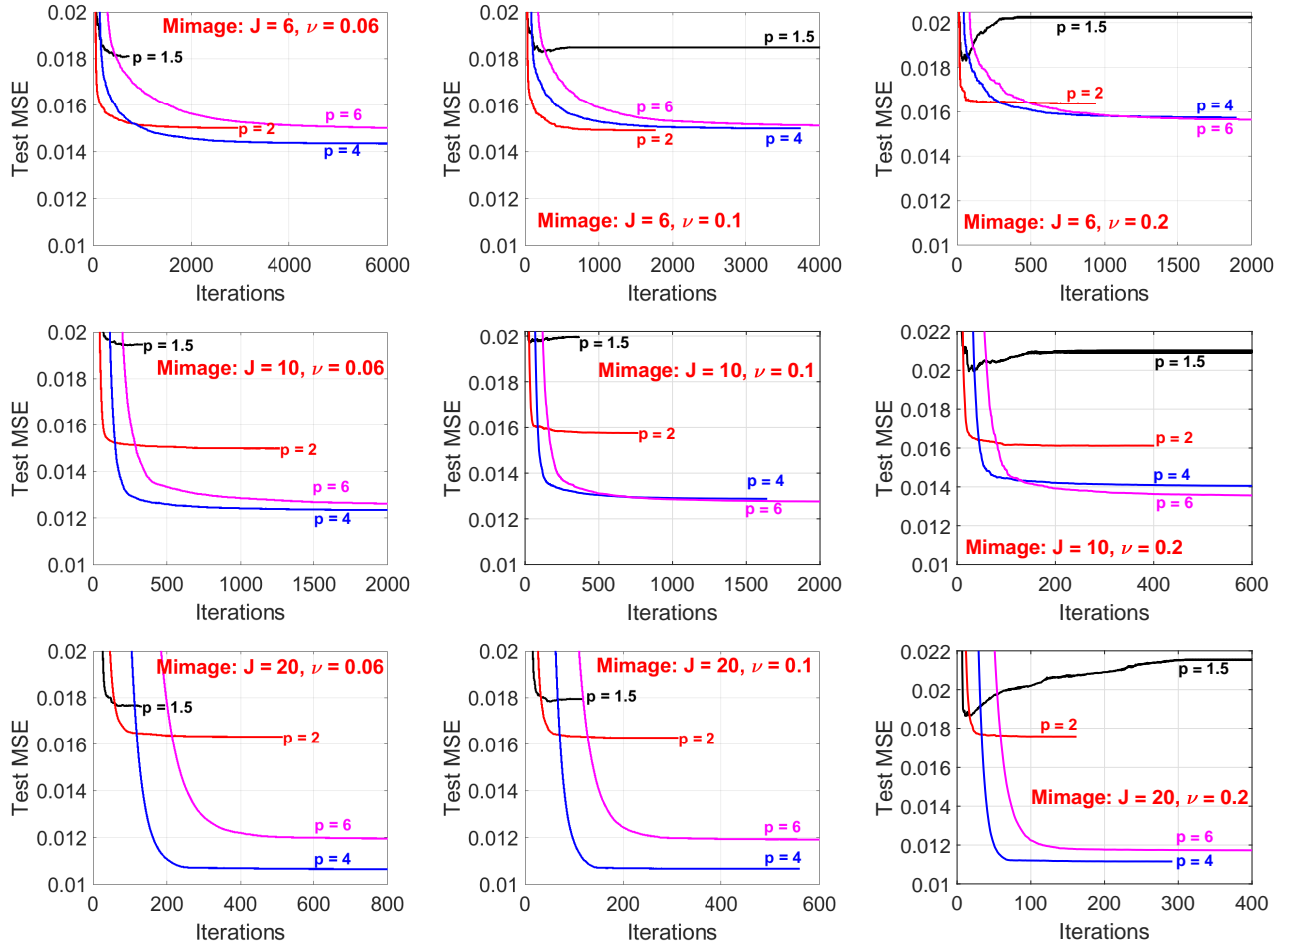 Mimage: J = 6, ν = 0.06
p = 1.5
p = 6
p = 2
p = 4
Test MSE
0.02
0.018
0.016
0.014
0.012
0.01
0 2000 4000 6000
Iterations
p = 1.5
p = 6
p = 2
p = 4
Mimage: J = 6, ν = 0.1
Test MSE
0.02
0.018
0.016
0.014
0.012
0.01
0 1000 2000 3000 4000
Iterations
p = 1.5
p = 2
p = 4
p = 6
Mimage: J = 6, ν = 0.2
Test MSE
0.02
0.018
0.016
0.014
0.012
0.01
0 500 1000 1500 2000
Iterations
p = 1.5
Mimage: J = 10, ν = 0.06
p = 2
p = 6
p = 4
Test MSE
0.02
0.018
0.016
0.014
0.012
0.01
0 500 1000 1500 2000
Iterations
p = 1.5
Mimage: J = 10, ν = 0.1
p = 2
p = 4
p = 6
Test MSE
0.02
0.018
0.016
0.014
0.012
0.01
0 500 1000 1500 2000
Iterations
p = 1.5
p = 2
p = 4
p = 6
Mimage: J = 10, ν = 0.2
Test MSE
0.022
0.02
0.018
0.016
0.014
0.012
0.01
0 200 400 600
Iterations
Mimage: J = 20, ν = 0.06
p = 1.5
p = 2
p = 6
p = 4
Test MSE
0.02
0.018
0.016
0.014
0.012
0.01
0 200 400 600 800
Iterations
Mimage: J = 20, ν = 0.1
p = 1.5
p = 2
p = 6
p = 4
Test MSE
0.02
0.018
0.016
0.014
0.012
0.01
0 200 400 600
Iterations
p = 1.5
p = 2
Mimage: J = 20, ν = 0.2
p = 6
p = 4
Test MSE
0.022
0.02
0.018
0.016
0.014
0.012
0.01
0 100 200 300 400
Iterations